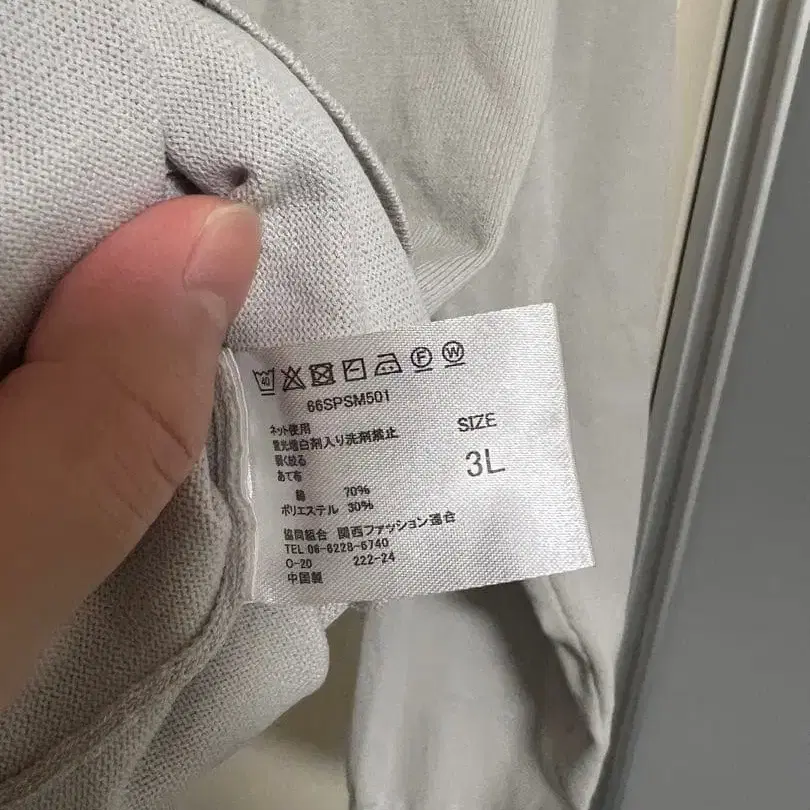 40 F W
66SPSM501
ネット使用
蛍光増白剤入り洗剤禁止
弱く絞る
あて布
綿 70%
ポリエステル 30%
SIZE
3L
協同組合 関西ファッション連合
TEL 06-6228-6740
O-20 222-24
中国製